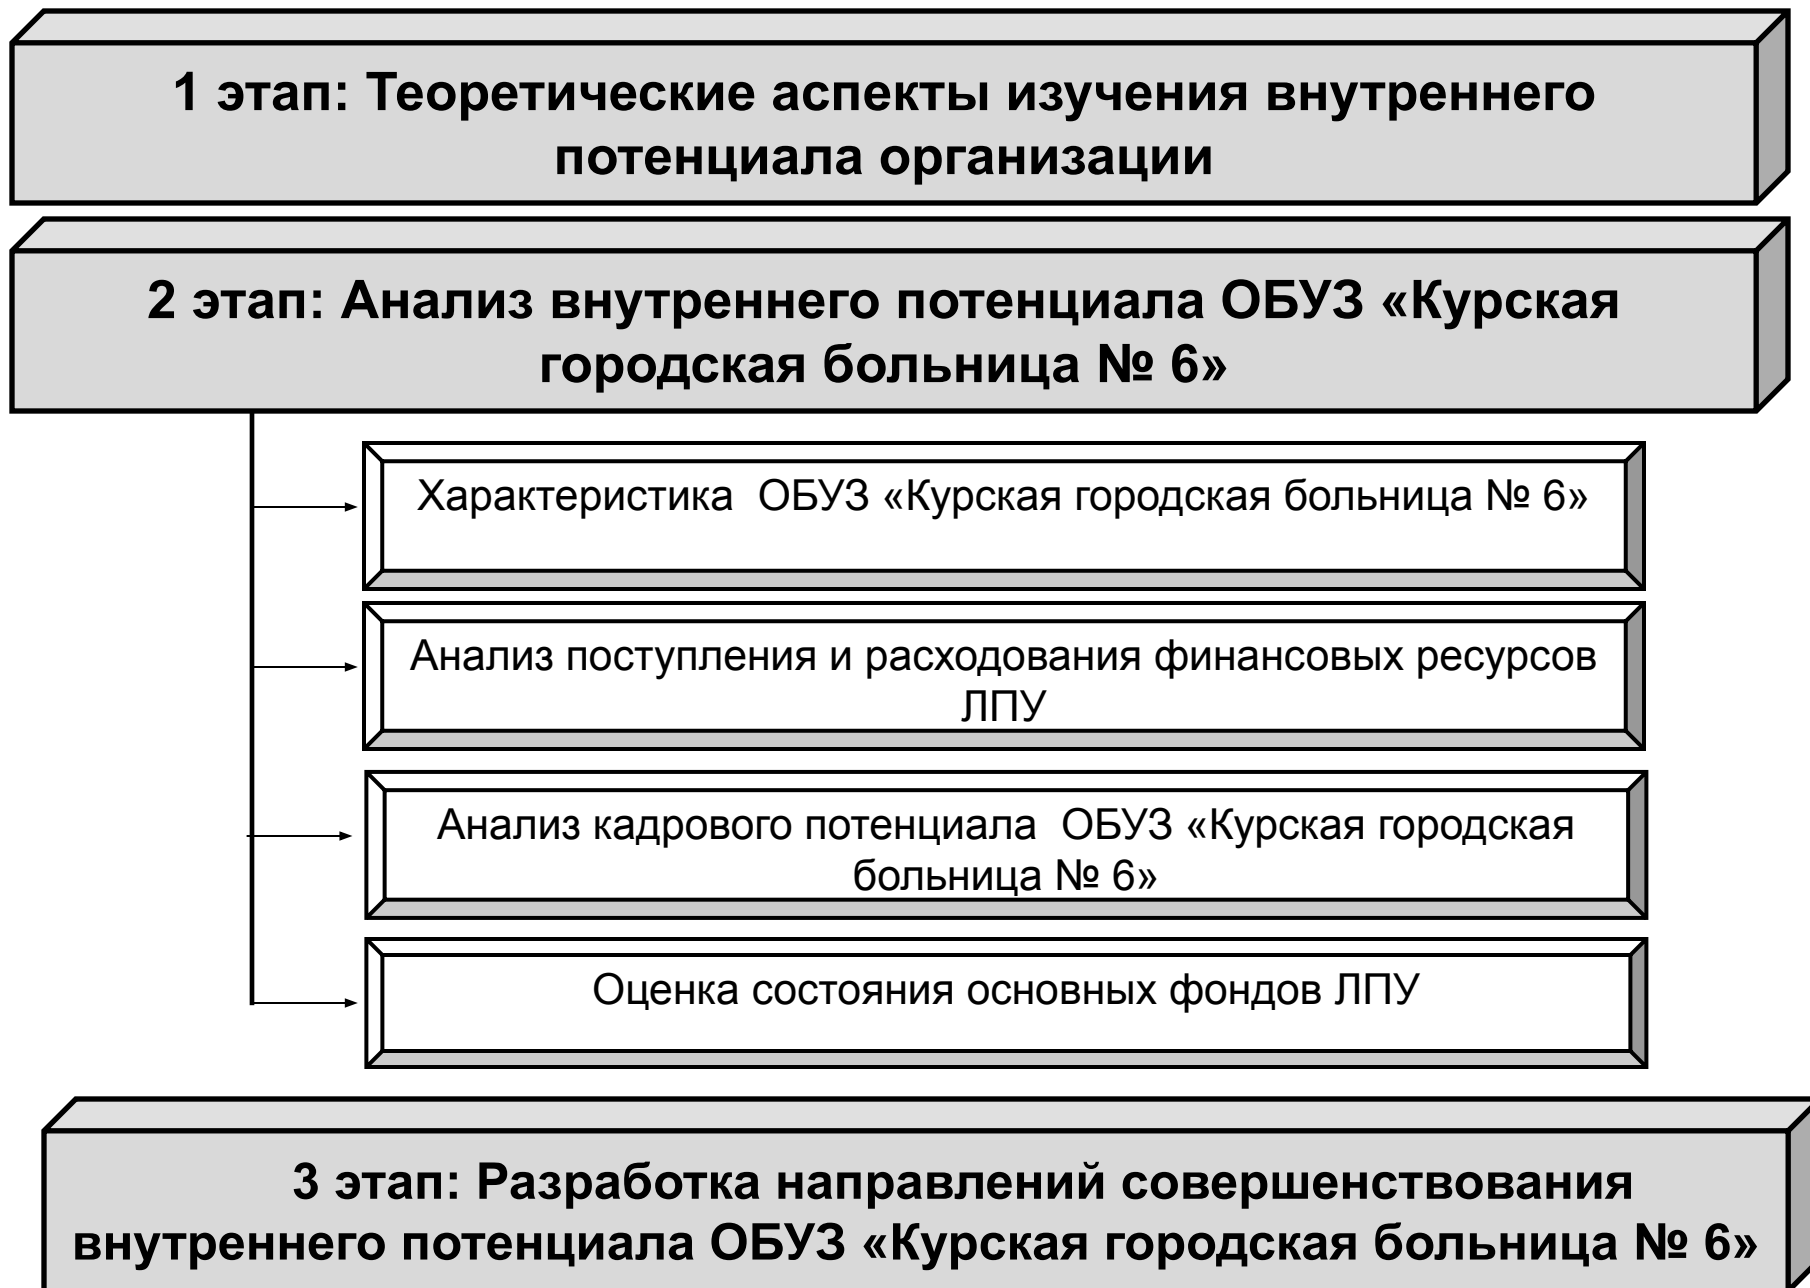 1 этап: Теоретические аспекты изучения внутреннего
потенциала организации
2 этап: Анализ внутреннего потенциала ОБУЗ «Курская
городская больница № 6»
Характеристика  ОБУЗ «Курская городская больница № 6»
Анализ поступления и расходования финансовых ресурсов
ЛПУ
Анализ кадрового потенциала  ОБУЗ «Курская городская
больница № 6»
Оценка состояния основных фондов ЛПУ
3 этап: Разработка направлений совершенствования
внутреннего потенциала ОБУЗ «Курская городская больница № 6»